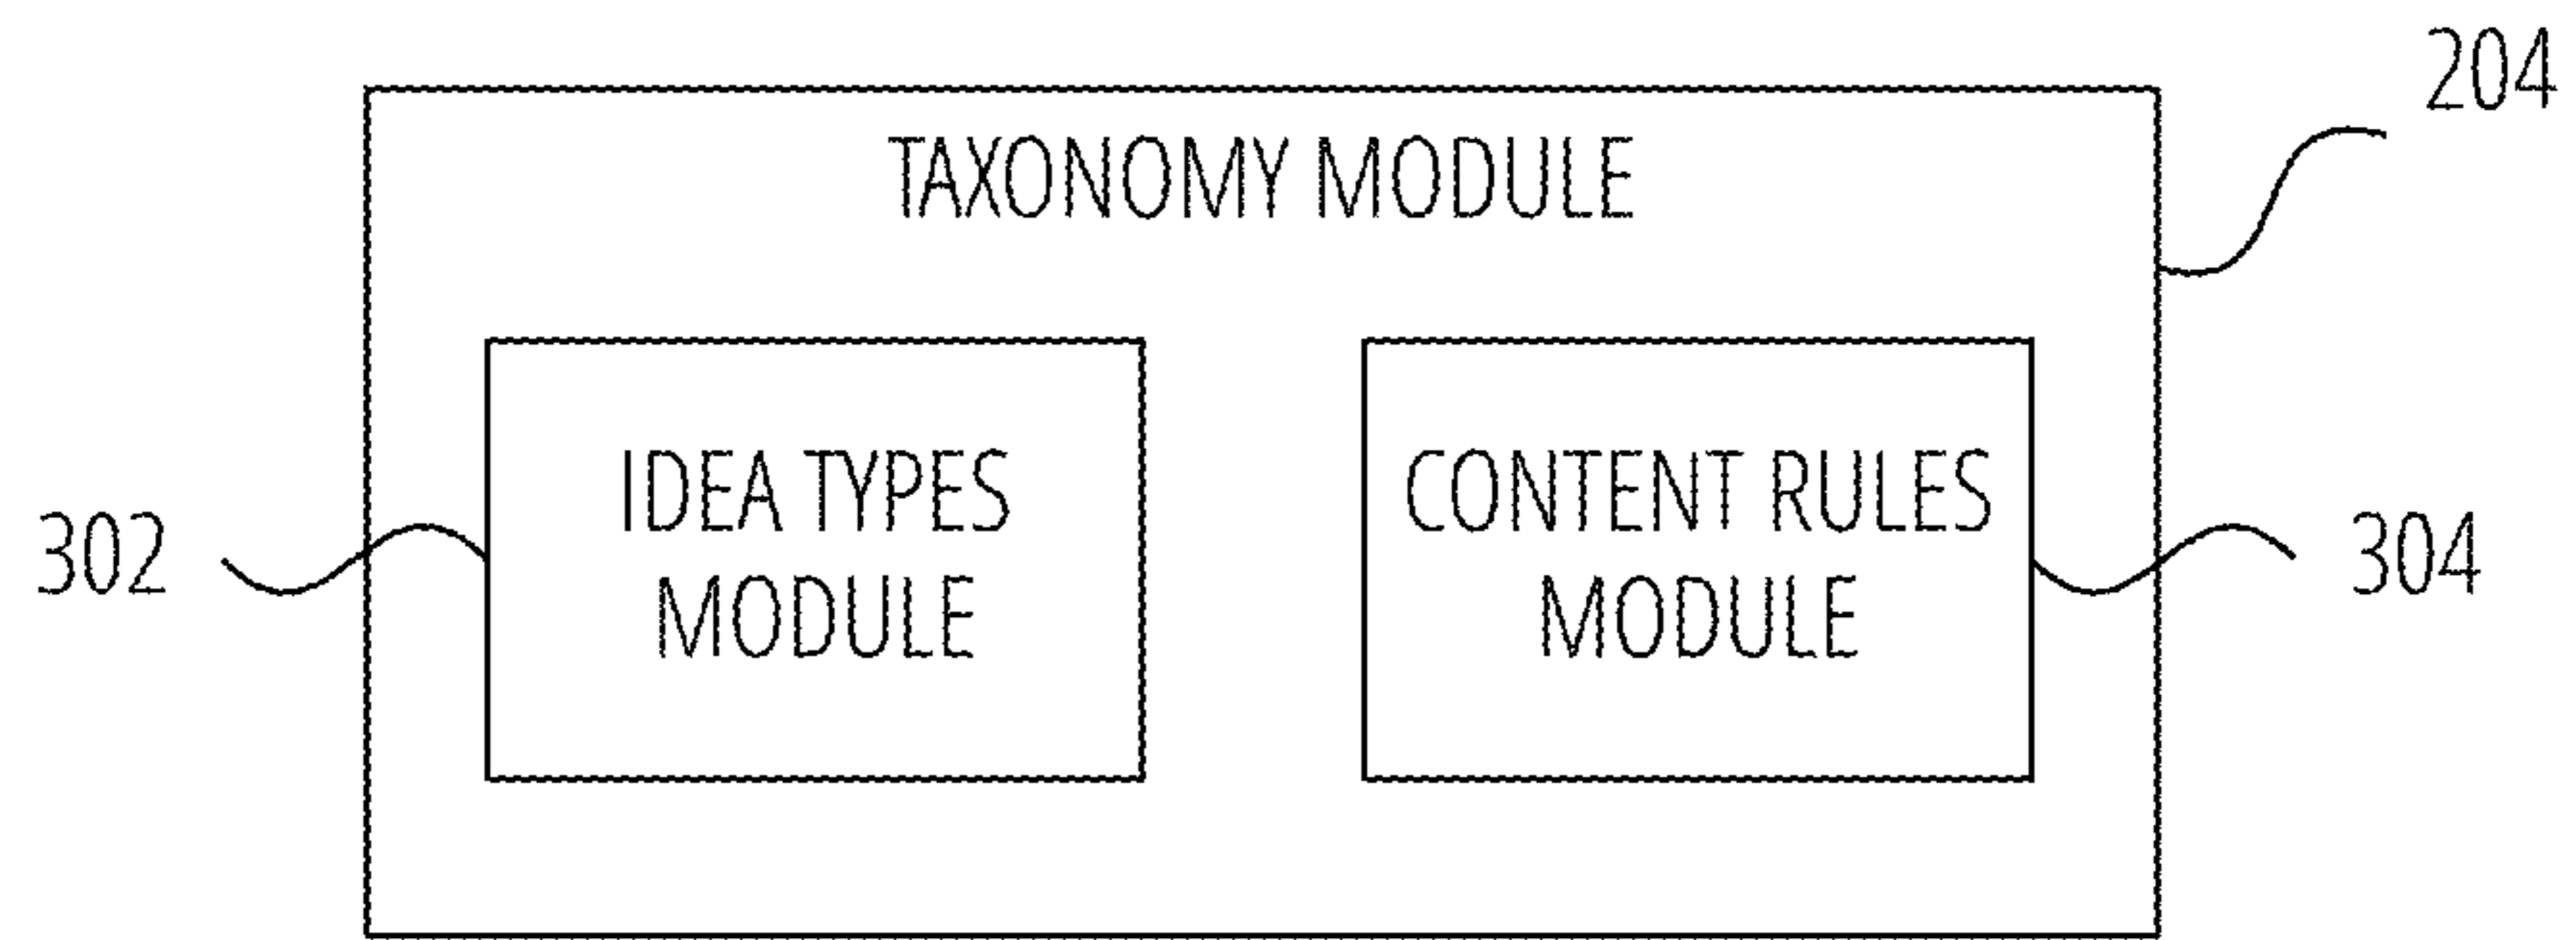 204
TAXONOMY MODULE
IDEA TYPES
MODULE
CONTENT RULES
MODULE
302
304